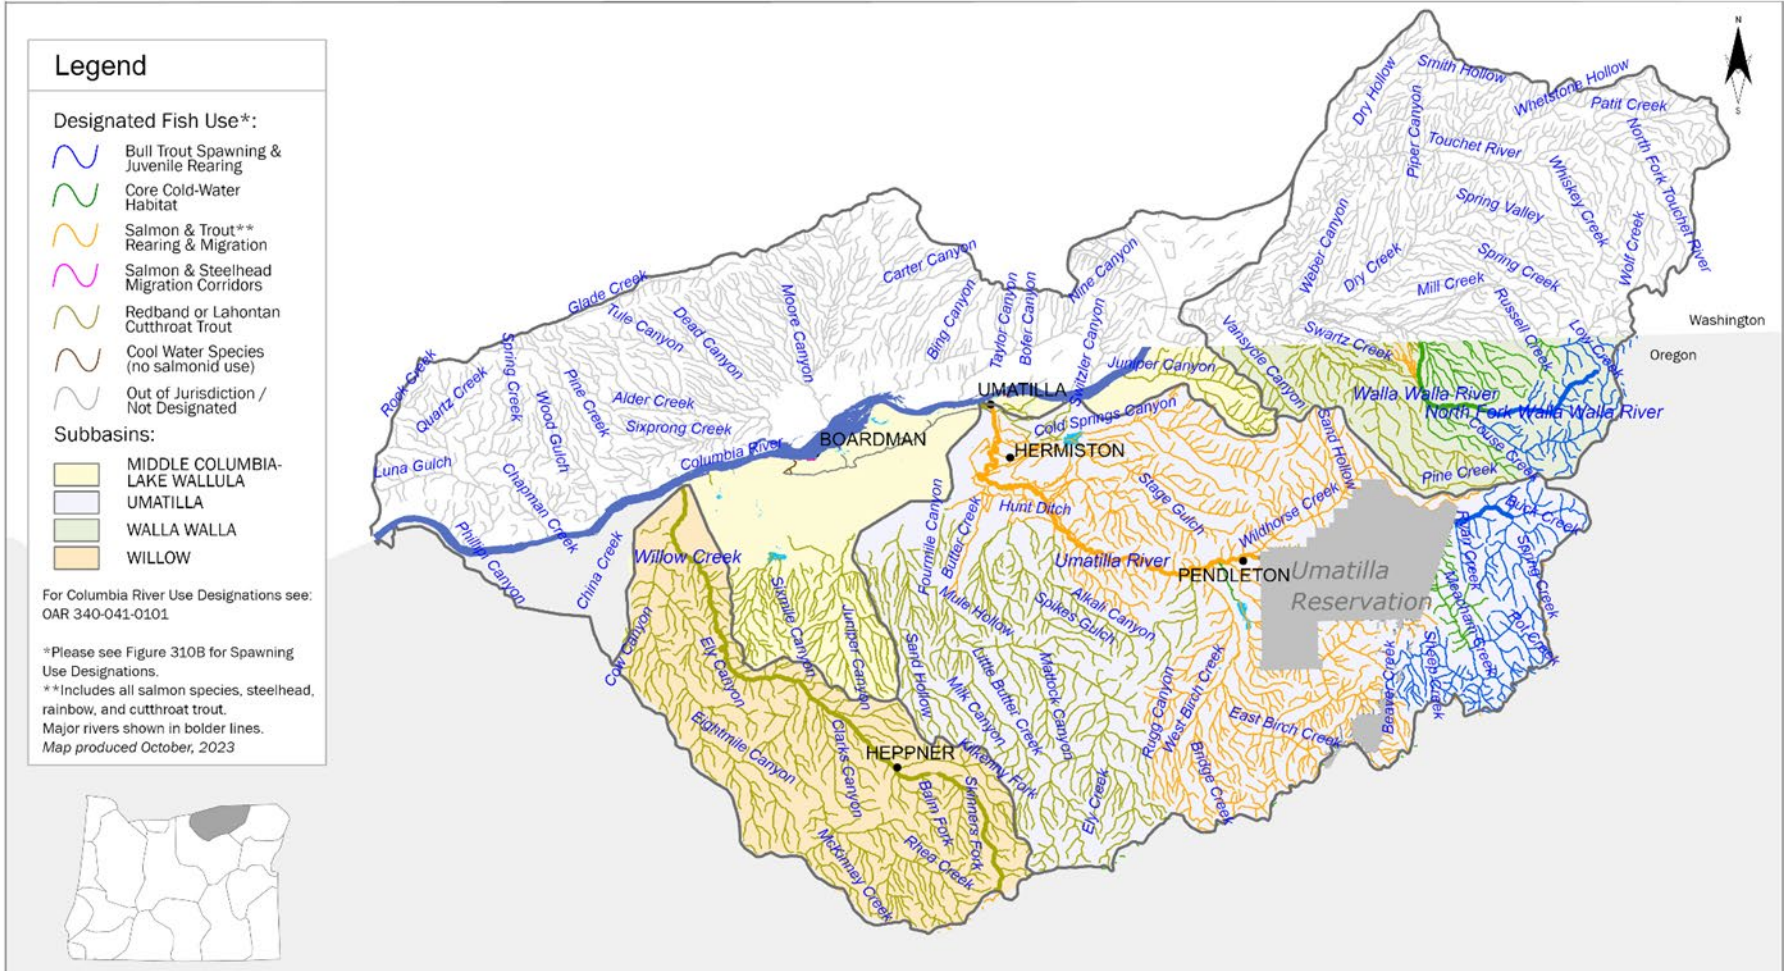 Legend
Designated Fish Use*:
Bull Trout Spawning &
Juvenile Rearing
Core Cold-Water
Habitat
Salmon & Trout**
Rearing & Migration
Salmon & Steelhead
Migration Corridors
Redband or Lahontan
Cutthroat Trout
Cool Water Species
(no salmonid use)
Out of Jurisdiction /
Not Designated
Subbasins:
MIDDLE COLUMBIA-
LAKE WALLULA
UMATILLA
WALLA WALLA
WILLOW
For Columbia River Use Designations see:
OAR 340-041-0101
*Please see Figure 310B for Spawning
Use Designations.
**Includes all salmon species, steelhead,
rainbow, and cutthroat trout.
Major rivers shown in bolder lines.
Map produced October, 2023
N
S
Dry Hollow
Smith Hollow
Whetstone Hollow
Patit Creek
Piper Canyon
Touchet River
North Fork Touchet River
Whiskey Creek
Spring Valley
Weber Canyon
Dry Creek
Mill Creek
Spring Creek
Wolf Creek
Russell Creek
Low Creek
Washington
Oregon
Swartz Creek
Vansycle Canyon
Walla Walla River
North Fork Walla Walla River
Couse Creek
Pine Creek
Glade Creek
Carter Canyon
Nine Canyon
Tule Canyon
Dead Canyon
Moore Canyon
Bing Canyon
Taylor Canyon
Bofer Canyon
Switzler Canyon
Juniper Canyon
Rock Creek
Quartz Creek
Spring Creek
Wood Gulch
Pine Creek
Alder Creek
Sixprong Creek
Columbia River
Luna Gulch
Chapman Creek
Phillip Canyon
China Creek
UMATILLA
BOARDMAN
HERMISTON
Cold Springs Canyon
Sand Hollow
Stage Gulch
Hunt Ditch
Wildhorse Creek
Fourmile Canyon
Butter Creek
Umatilla River
PENDLETON
Umatilla
Reservation
Buck Creek
Ryan Creek
Spring Creek
Meacham Creek
Rol Creek
Sheep Creek
Beaver Creek
Willow Creek
Cow Canyon
Ely Canyon
Sixmile Canyon
Juniper Canyon
Mule Hollow
Spikes Gulch
Alkali Canyon
Sand Hollow
Milk Canyon
Little Butter Creek
Matlock Canyon
Rugg Canyon
West Birch Creek
East Birch Creek
Bridge Creek
Eightmile Canyon
Clarks Canyon
HEPPNER
Kilkenny Fork
Balm Fork
Skinners Fork
Ely Creek
Rhea Creek
McKinney Creek